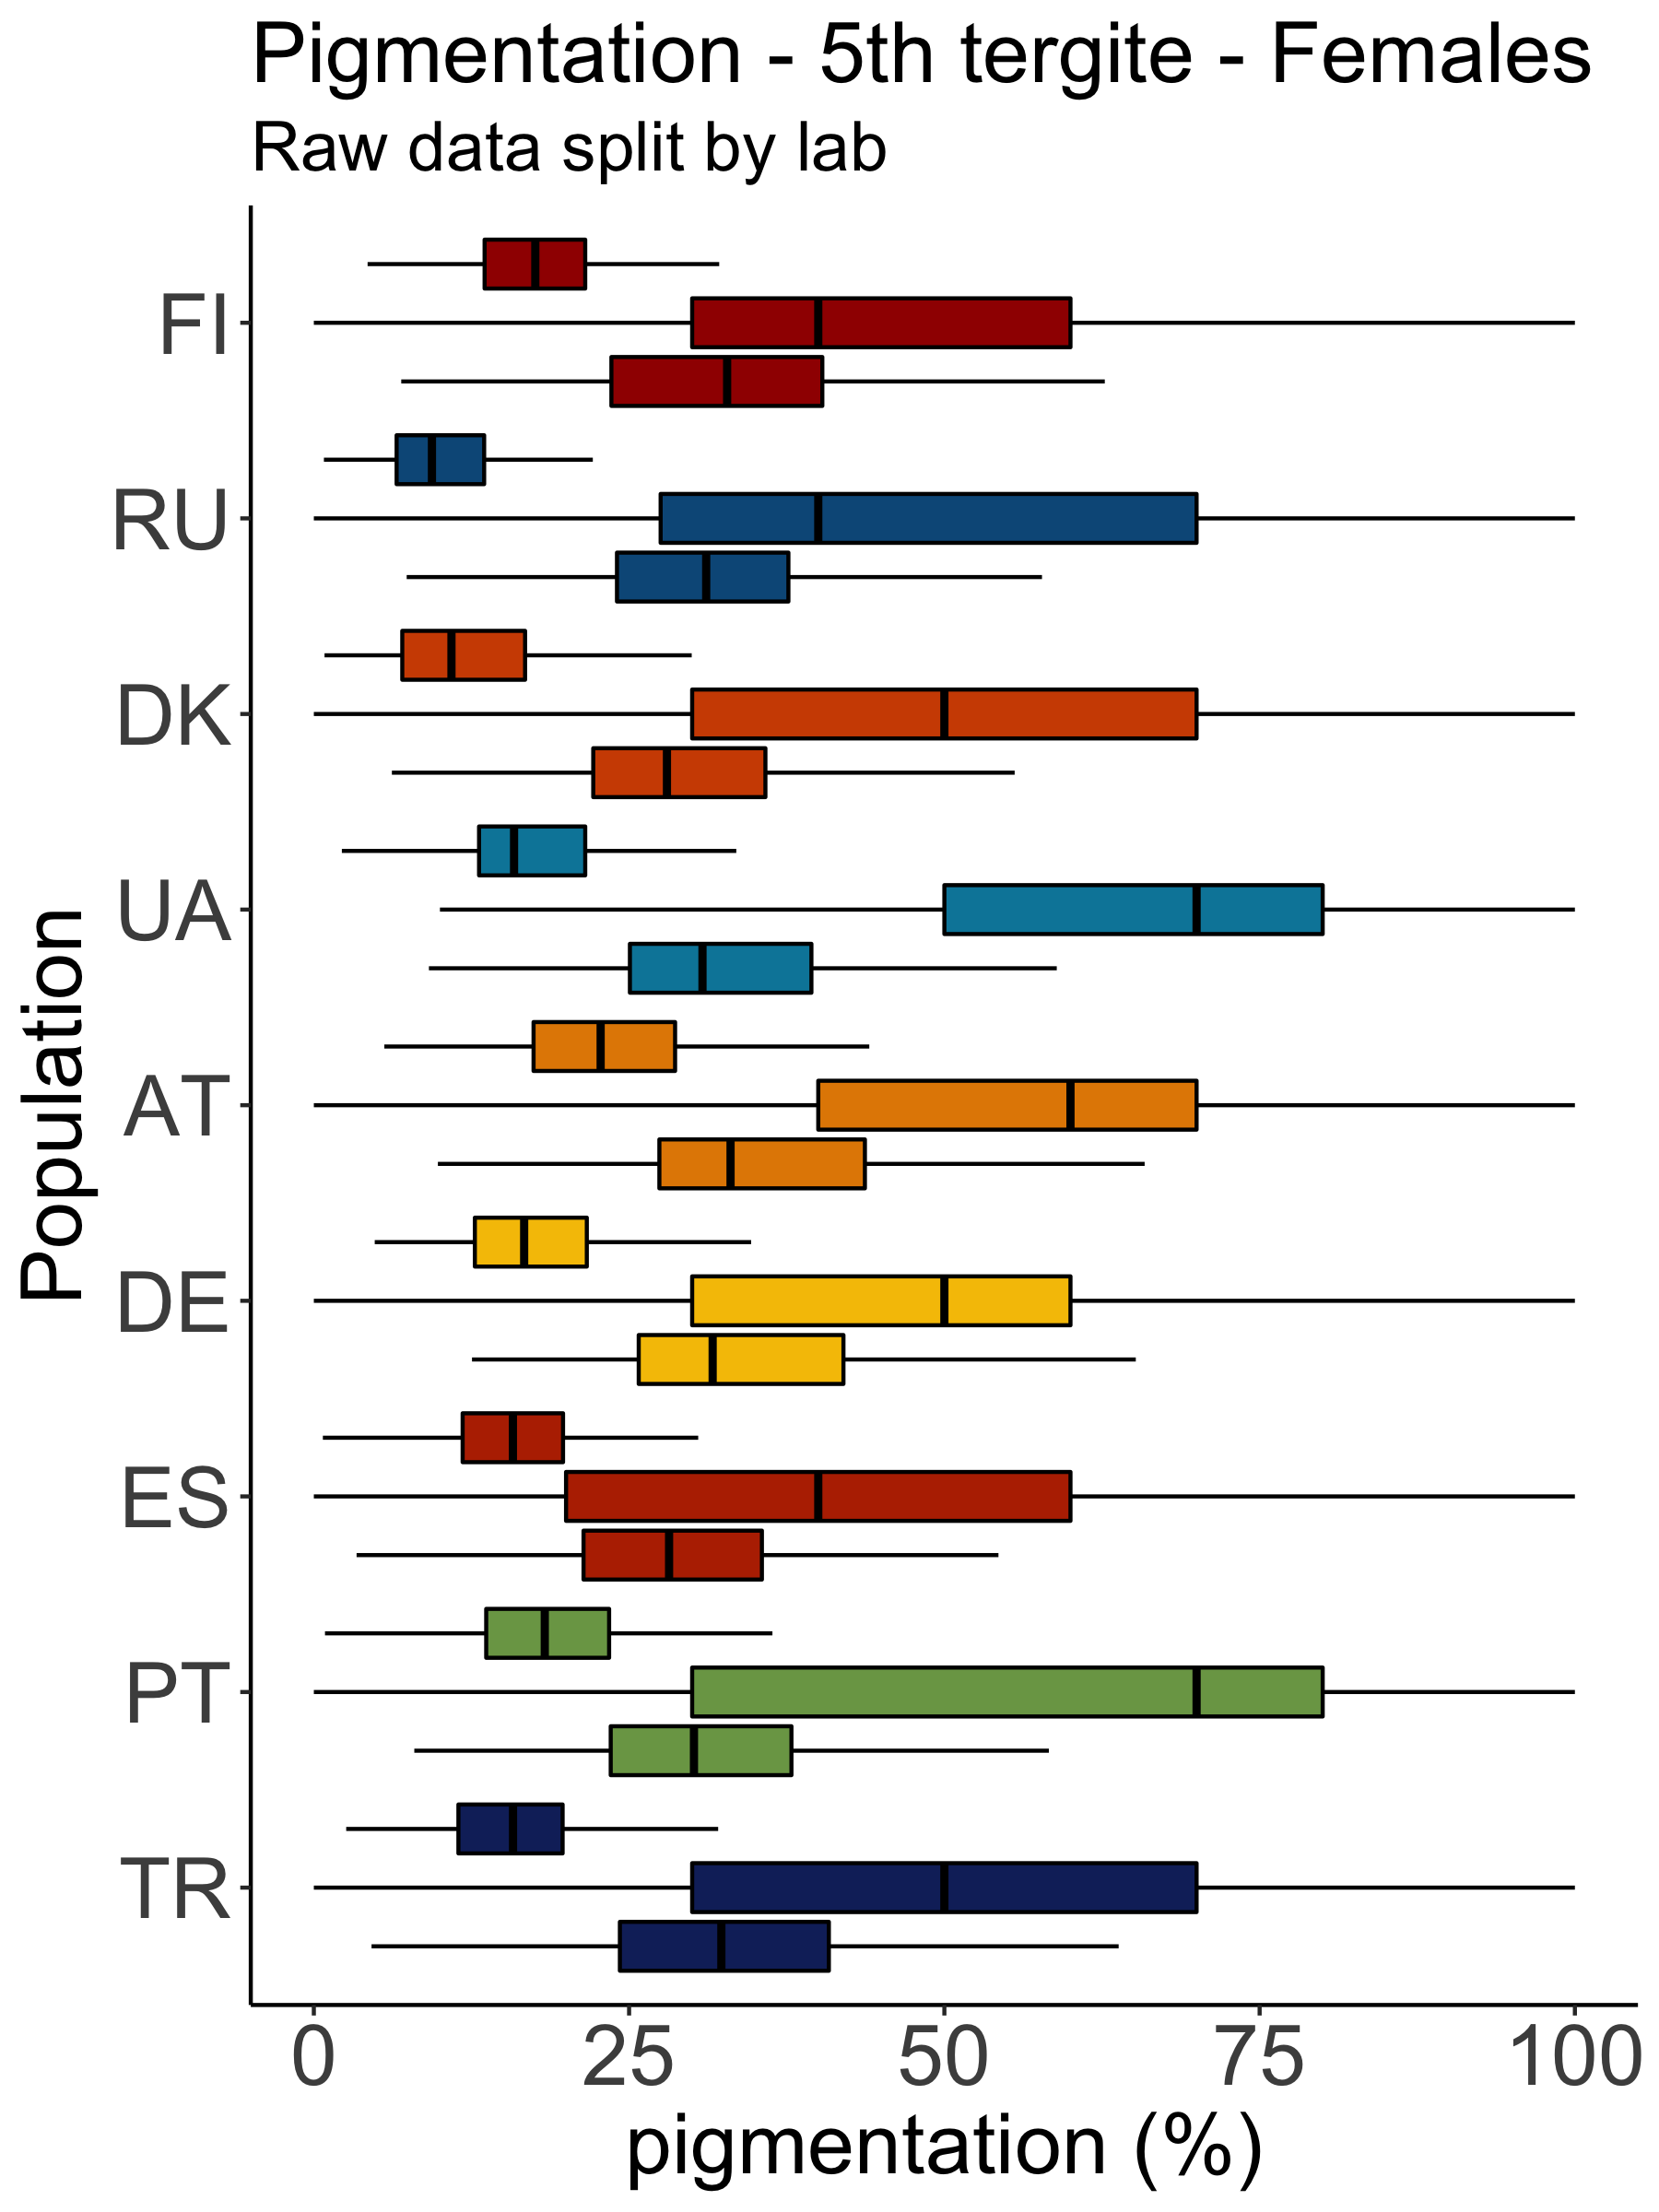 Pigmentation - 5th tergite - Females
Raw data split by lab
Population
FI
RU
DK
UA
AT
DE
ES
PT
TR
0 25 50 75 100
pigmentation (%)